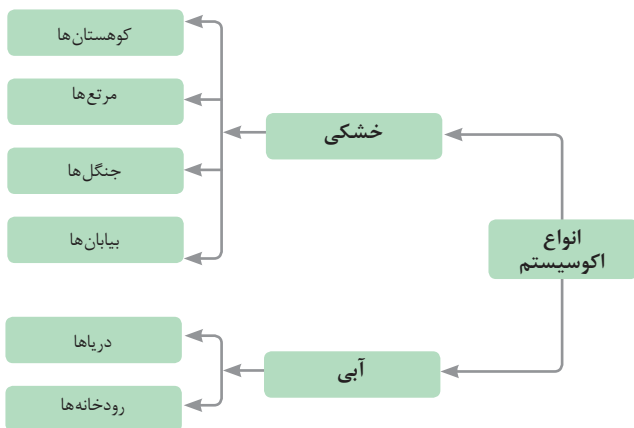 انواع
اکوسیستم
خشکی
کوهستان‌ها
مرتع‌ها
جنگل‌ها
بیابان‌ها
آبی
دریاها
رودخانه‌ها